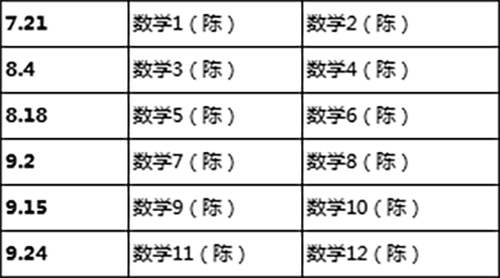 7.21 数学1（陈） 数学2（陈）
8.4 数学3（陈） 数学4（陈）
8.18 数学5（陈） 数学6（陈）
9.2 数学7（陈） 数学8（陈）
9.15 数学9（陈） 数学10（陈）
9.24 数学11（陈） 数学12（陈）